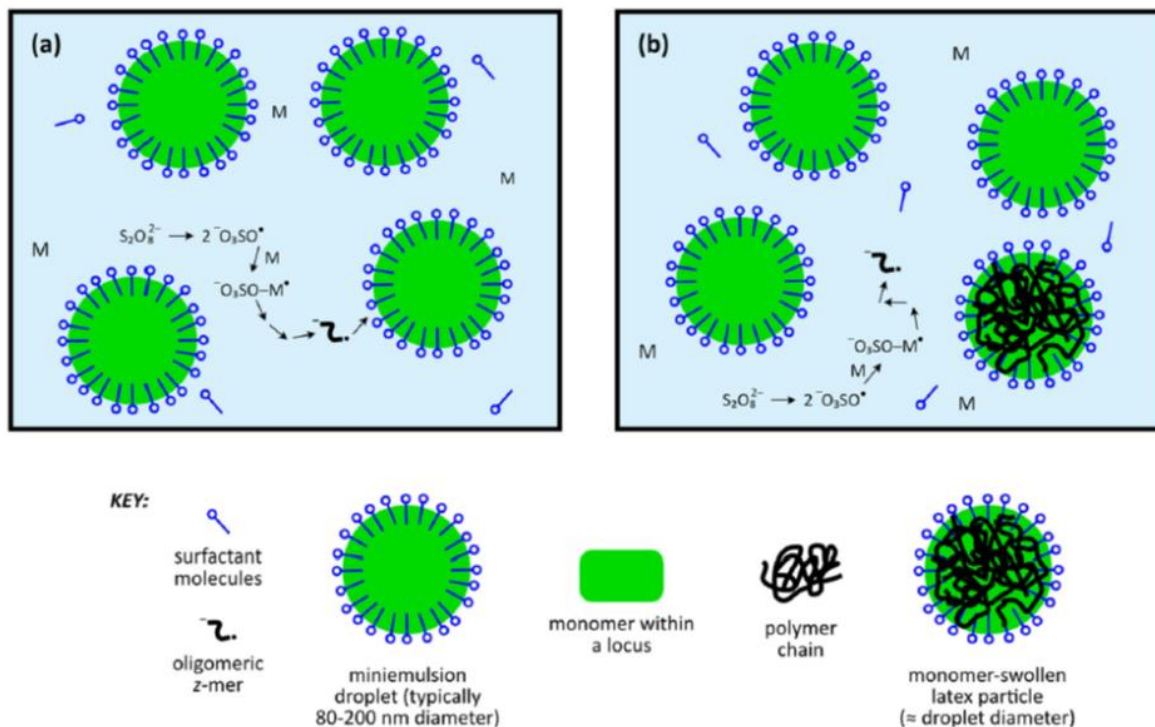 (a)
M
M
M
S₂O₈²⁻ → 2 ⁻O₃SO•
M
⁻O₃SO–M•
(b)
M
M
⁻O₃SO–M•
M
S₂O₈²⁻ → 2 ⁻O₃SO•
M
KEY:
surfactant
molecules
oligomeric
z-mer
miniemulsion
droplet (typically
80-200 nm diameter)
monomer within
a locus
polymer
chain
monomer-swollen
latex particle
(≈ droplet diameter)